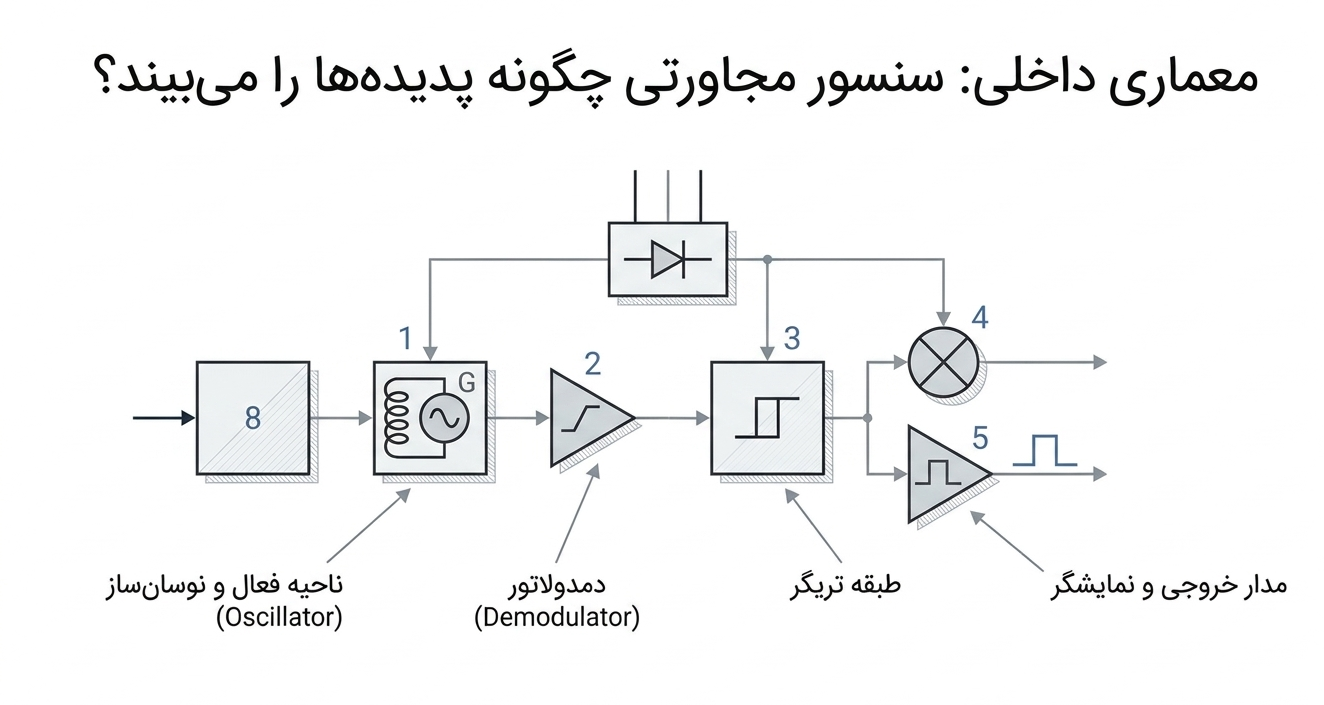 معماری داخلی: سنسور مجاورتی چگونه پدیده‌ها را می‌بیند؟
1
2
3
4
5
8
G
ناحیه فعال و نوسان‌ساز
(Oscillator)
دمدولاتور
(Demodulator)
طبقه تریگر
مدار خروجی و نمایشگر